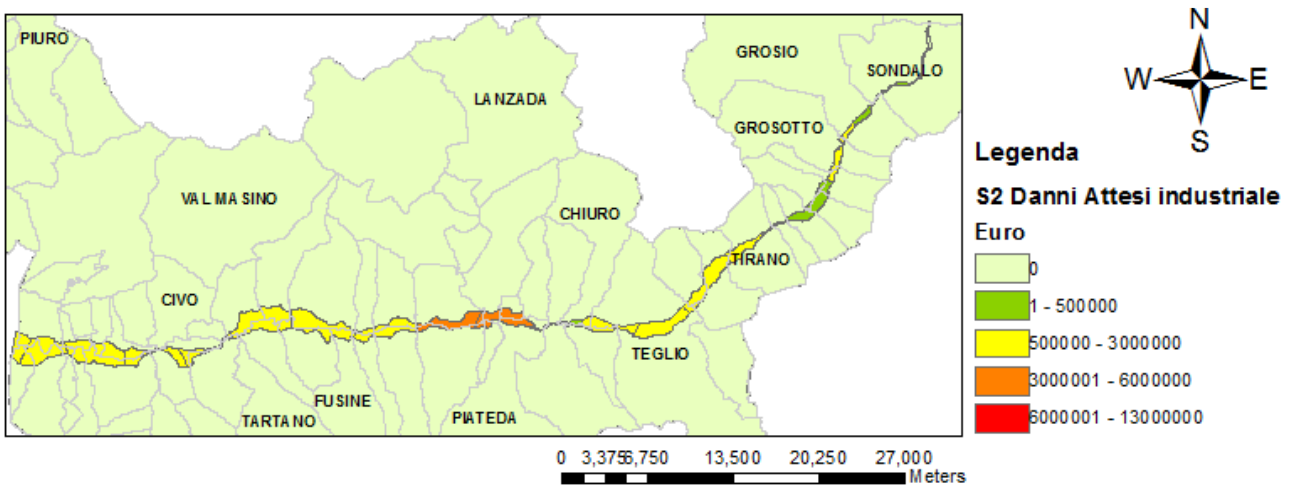 PIURO
GROSIO
SONDALO
LANZADA
GROSOTTO
VAL MASINO
CHIURO
TIRANO
CIVO
TEGLIO
FUSINE
TARTANO
PIATEDA
N
W E
S
Legenda
S2 Danni Attesi industriale
Euro
0
1 - 500000
500000 - 3000000
3000001 - 6000000
6000001 - 13000000
0 3,375 6,750 13,500 20,250 27,000
Meters